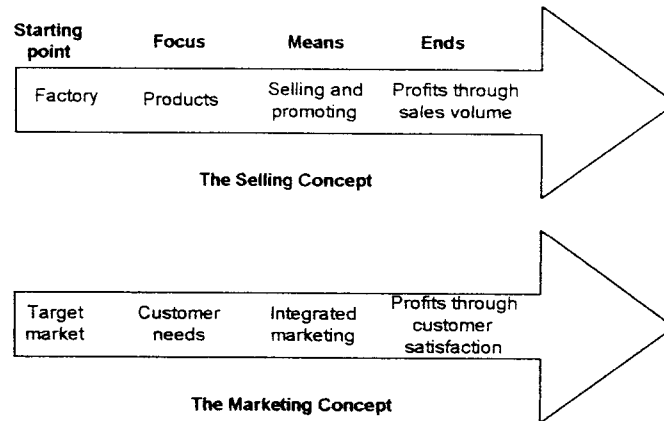 Starting point Focus Means Ends
Factory Products Selling and promoting Profits through sales volume
The Selling Concept
Target market Customer needs Integrated marketing Profits through customer satisfaction
The Marketing Concept